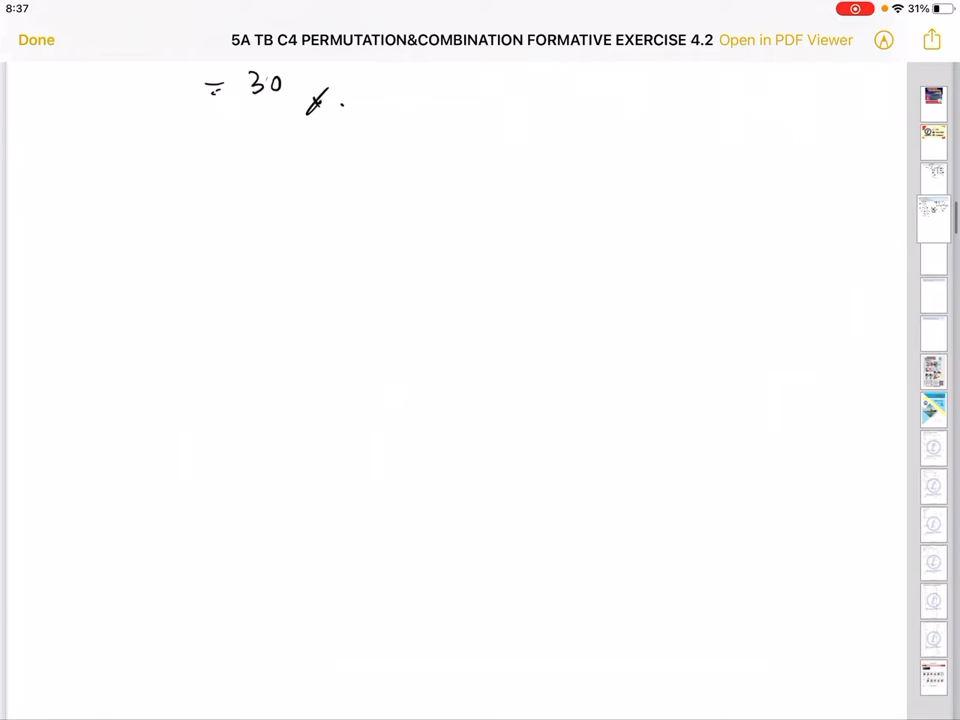 8:37
31%
Done
5A TB C4 PERMUTATION&COMBINATION FORMATIVE EXERCISE 4.2
Open in PDF Viewer
= 30